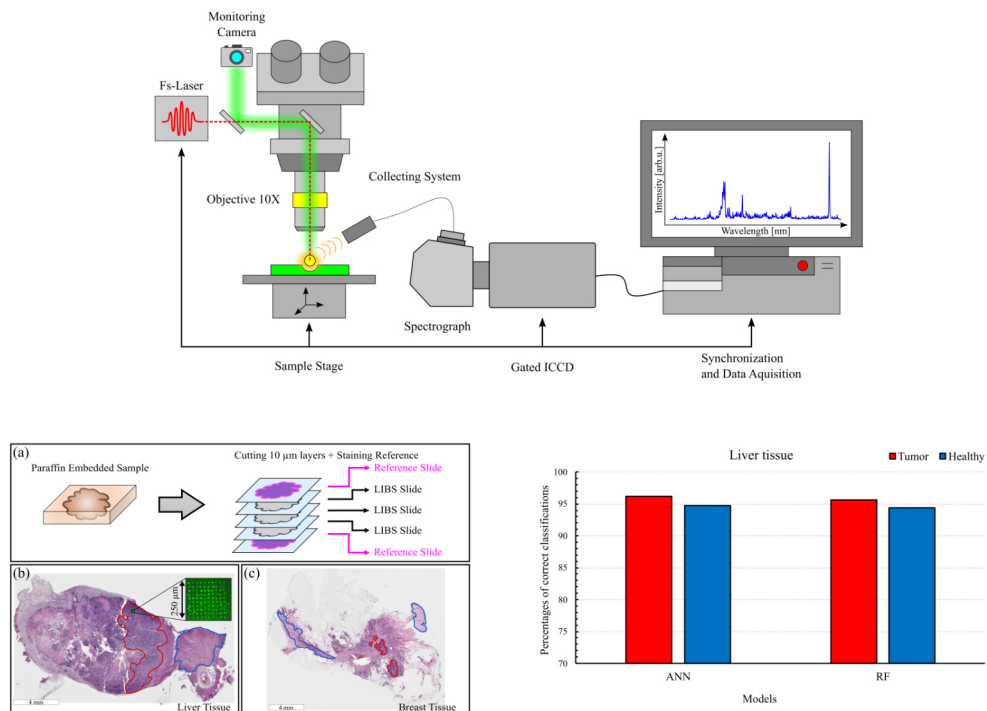 Monitoring
Camera
Fs-Laser
Objective 10X
Collecting System
Intensity [arb.u.]
Wavelength [nm]
Spectrograph
Sample Stage
Gated ICCD
Synchronization
and Data Aquisition
(a)
Paraffin Embedded Sample
Cutting 10 µm layers + Staining Reference
Reference Slide
LIBS Slide
LIBS Slide
LIBS Slide
Reference Slide
(b)
250 µm
4 mm
Liver Tissue
(c)
4 mm
Breast Tissue
Liver tissue
Tumor
Healthy
Percentages of correct classifications
100
95
90
85
80
75
70
ANN
RF
Models